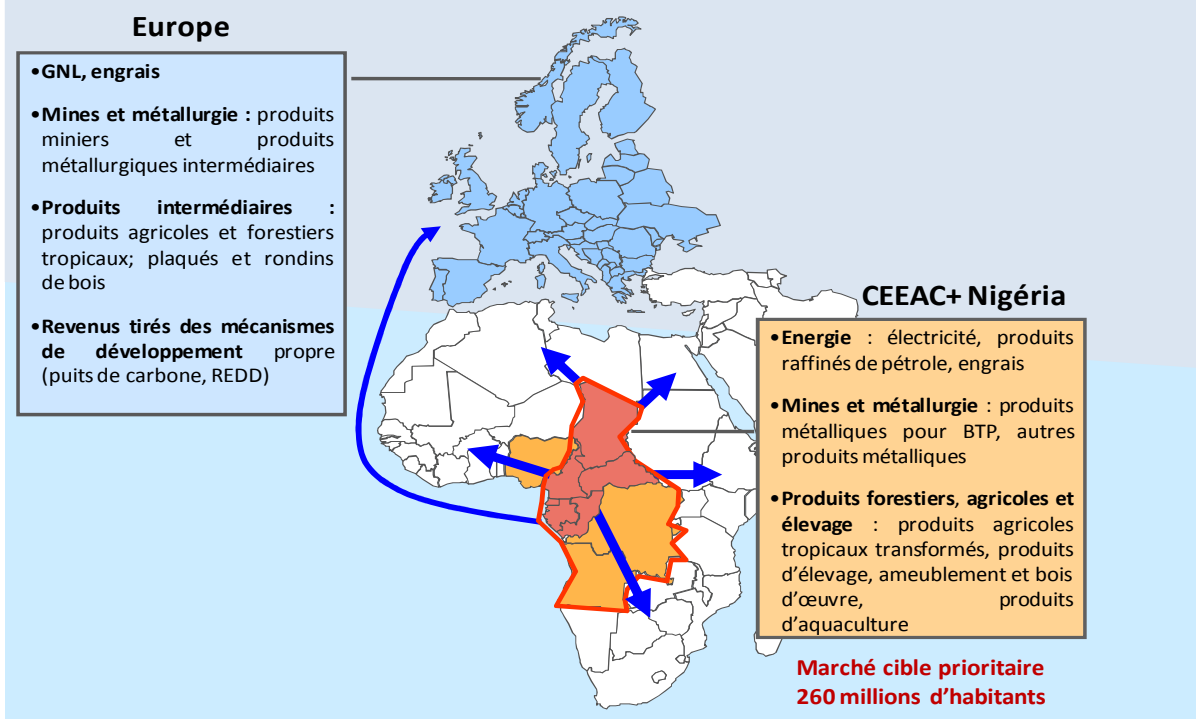 Europe
•GNL, engrais
•Mines et métallurgie : produits
miniers et produits
métallurgiques intermédiaires
•Produits intermédiaires :
produits agricoles et forestiers
tropicaux; plaqués et rondins
de bois
•Revenus tirés des mécanismes
de développement propre
(puits de carbone, REDD)
CEEAC+ Nigéria
•Energie : électricité, produits
raffinés de pétrole, engrais
•Mines et métallurgie : produits
métalliques pour BTP, autres
produits métalliques
•Produits forestiers, agricoles et
élevage : produits agricoles
tropicaux transformés, produits
d’élevage, ameublement et bois
d’œuvre, produits
d’aquaculture
Marché cible prioritaire
260 millions d’habitants